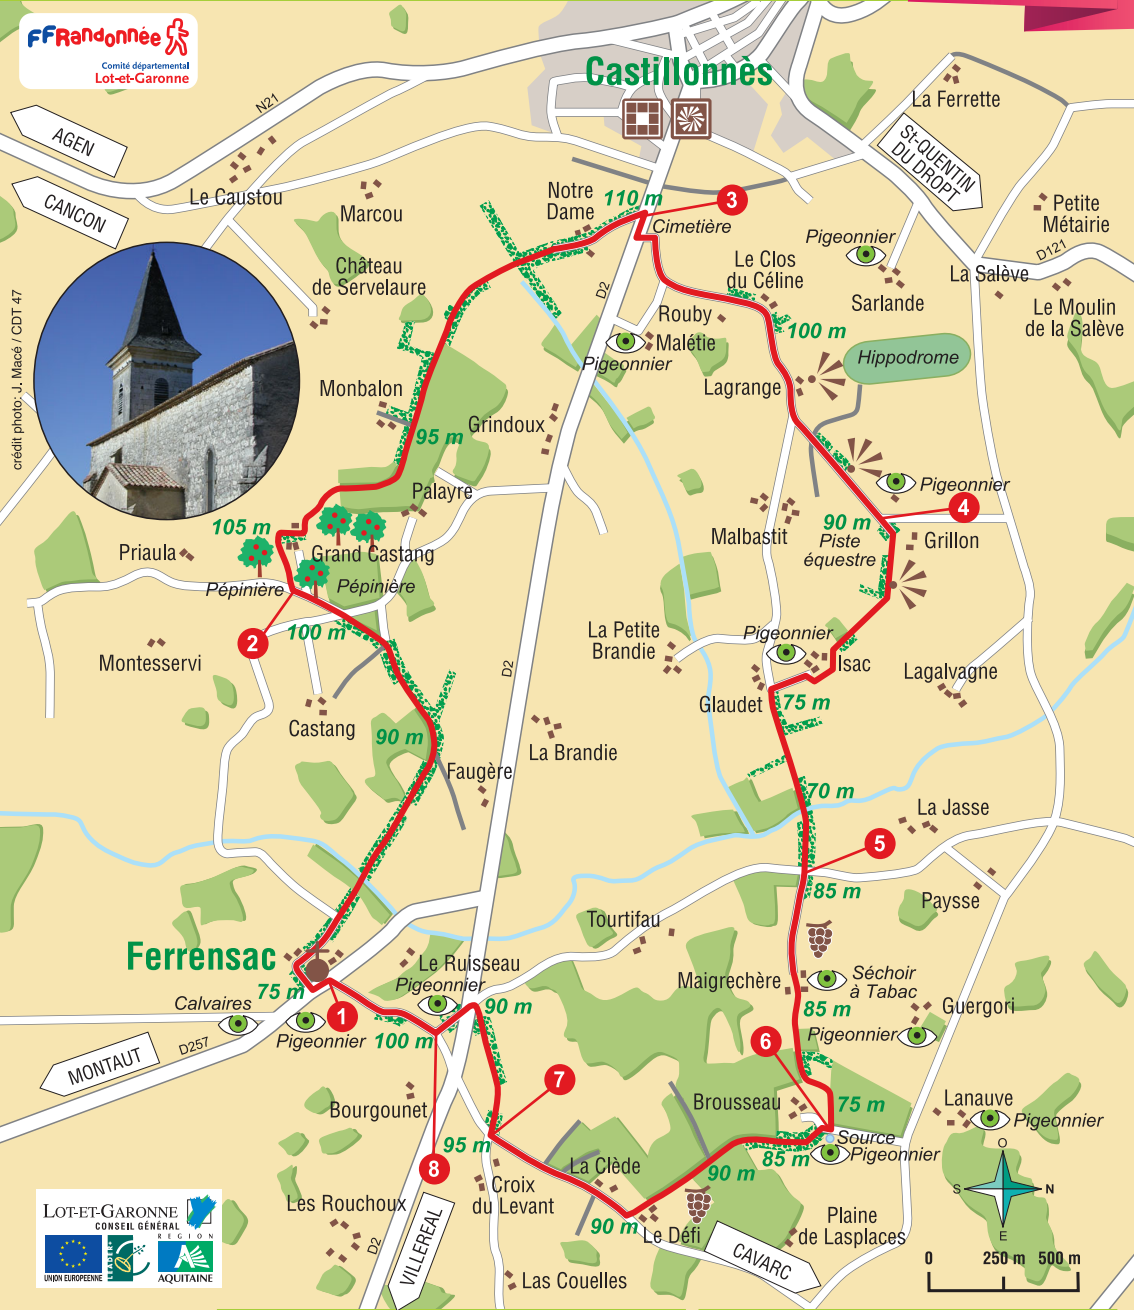 FFRandonnée
Comité départemental
Lot-et-Garonne
Castillonnès
N21
AGEN
CANCON
La Ferrette
St-QUENTIN
DU DROPT
Le Caustou
Marcou
Notre
Dame
110 m
3
Cimetière
Petite
Métairie
D121
Pigeonnier
La Salève
Château
de Servelaure
Le Clos
du Céline
Sarlande
Le Moulin
de la Salève
D2
Rouby
100 m
Malétie
Pigeonnier
Hippodrome
crédit photo: J. Macé / CDT 47
Monbalon
Lagrange
95 m
Grindoux
Palayre
Pigeonnier
4
105 m
Priaula
Grand Castang
Malbastit
90 m
Piste
équestre
Grillon
Pépinière
Pépinière
2
100 m
La Petite
Brandie
Pigeonnier
Isac
Montesservi
D2
Lagalvagne
Glaudet
75 m
Castang
90 m
La Brandie
Faugère
70 m
La Jasse
5
85 m
Paysse
Tourtifau
Ferrensac
Le Ruisseau
Pigeonnier
Maigrechère
Séchoir
à Tabac
75 m
Calvaires
1
90 m
85 m
Guergori
Pigeonnier
100 m
Pigeonnier
6
MONTAUT
D257
7
Bourgounet
Brousseau
75 m
Lanauve
Pigeonnier
95 m
8
Source
Pigeonnier
85 m
La Clède
90 m
O
S
N
E
Croix
du Levant
Les Rouchoux
90 m
Le Défi
Plaine
de Lasplaces
D2
VILLEREAL
CAVARC
Las Couelles
0 250 m 500 m
LOT-ET-GARONNE
CONSEIL GÉNÉRAL
REGION
UNION EUROPEENNE
LEADER
AQUITAINE